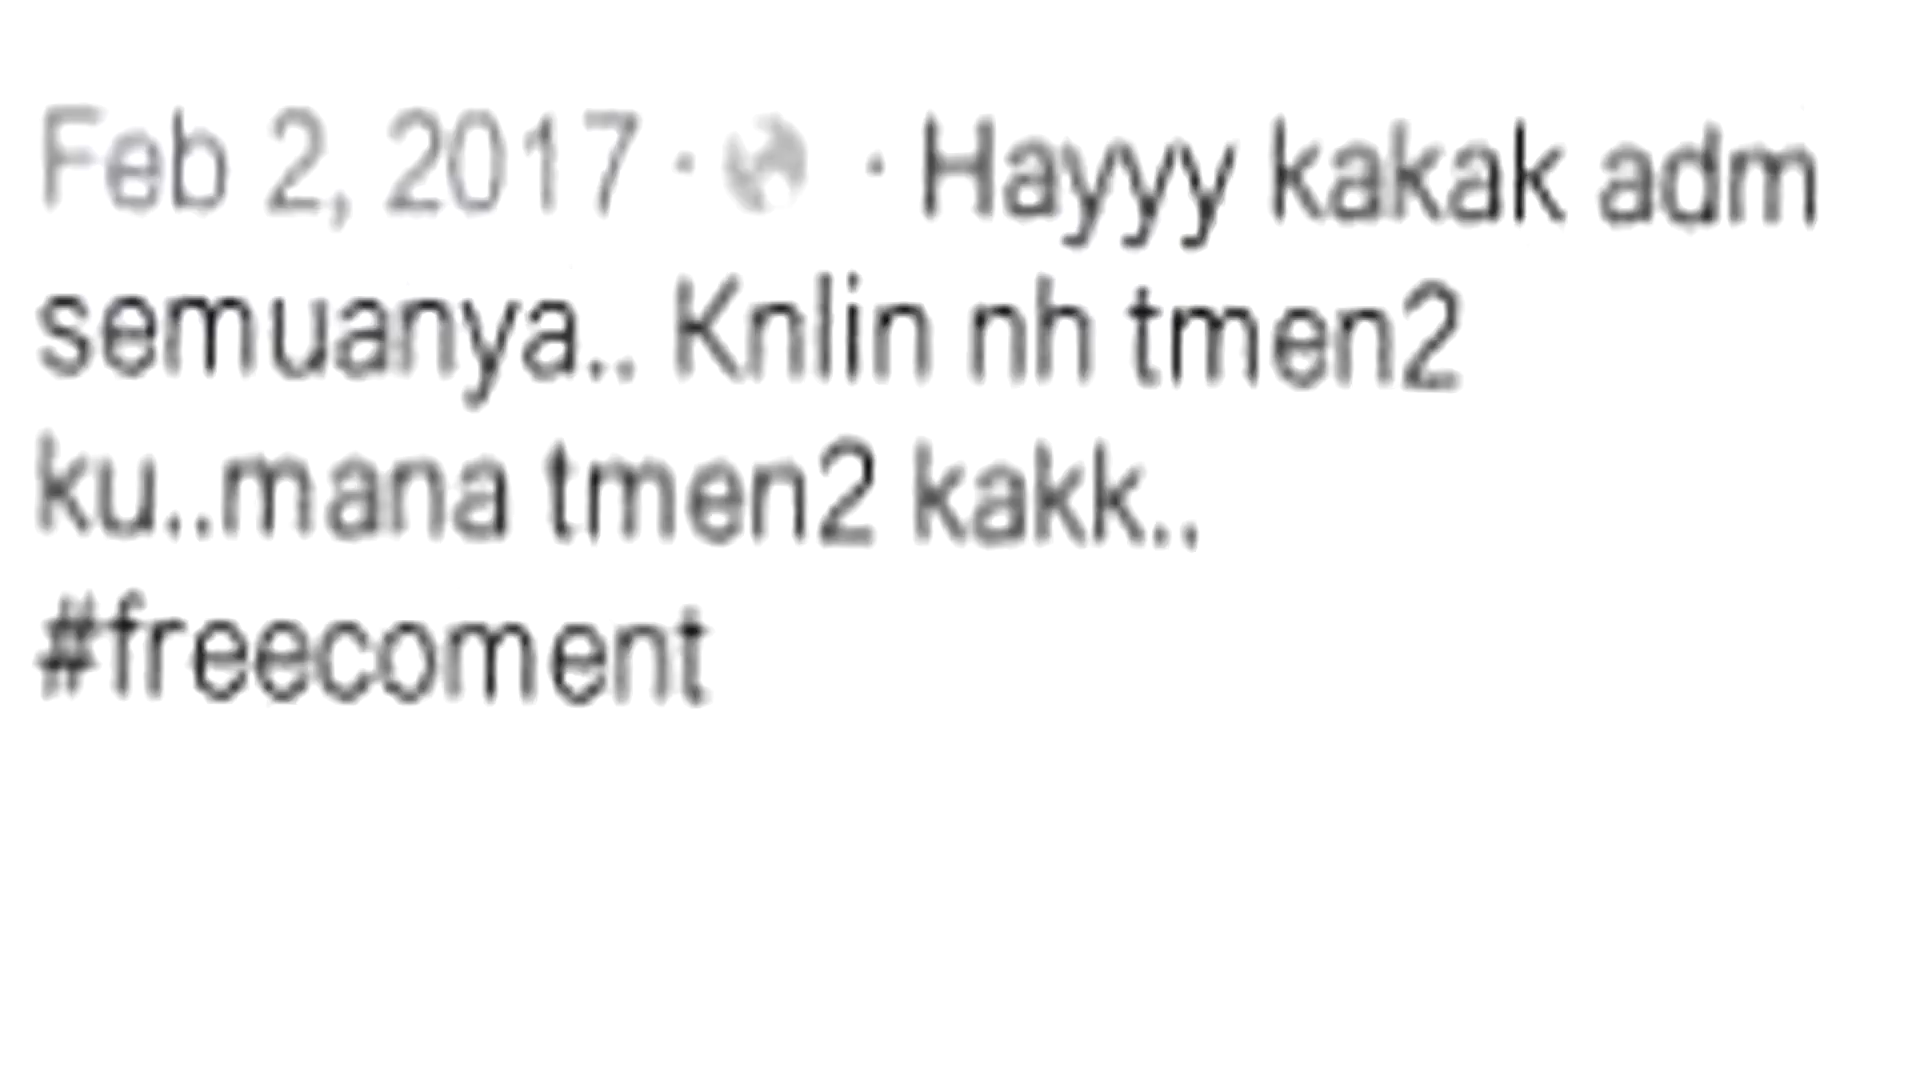 Feb 2, 2017 · · Hayyy kakak adm
semuanya.. Knlin nh tmen2
ku..mana tmen2 kakk..
#freecoment